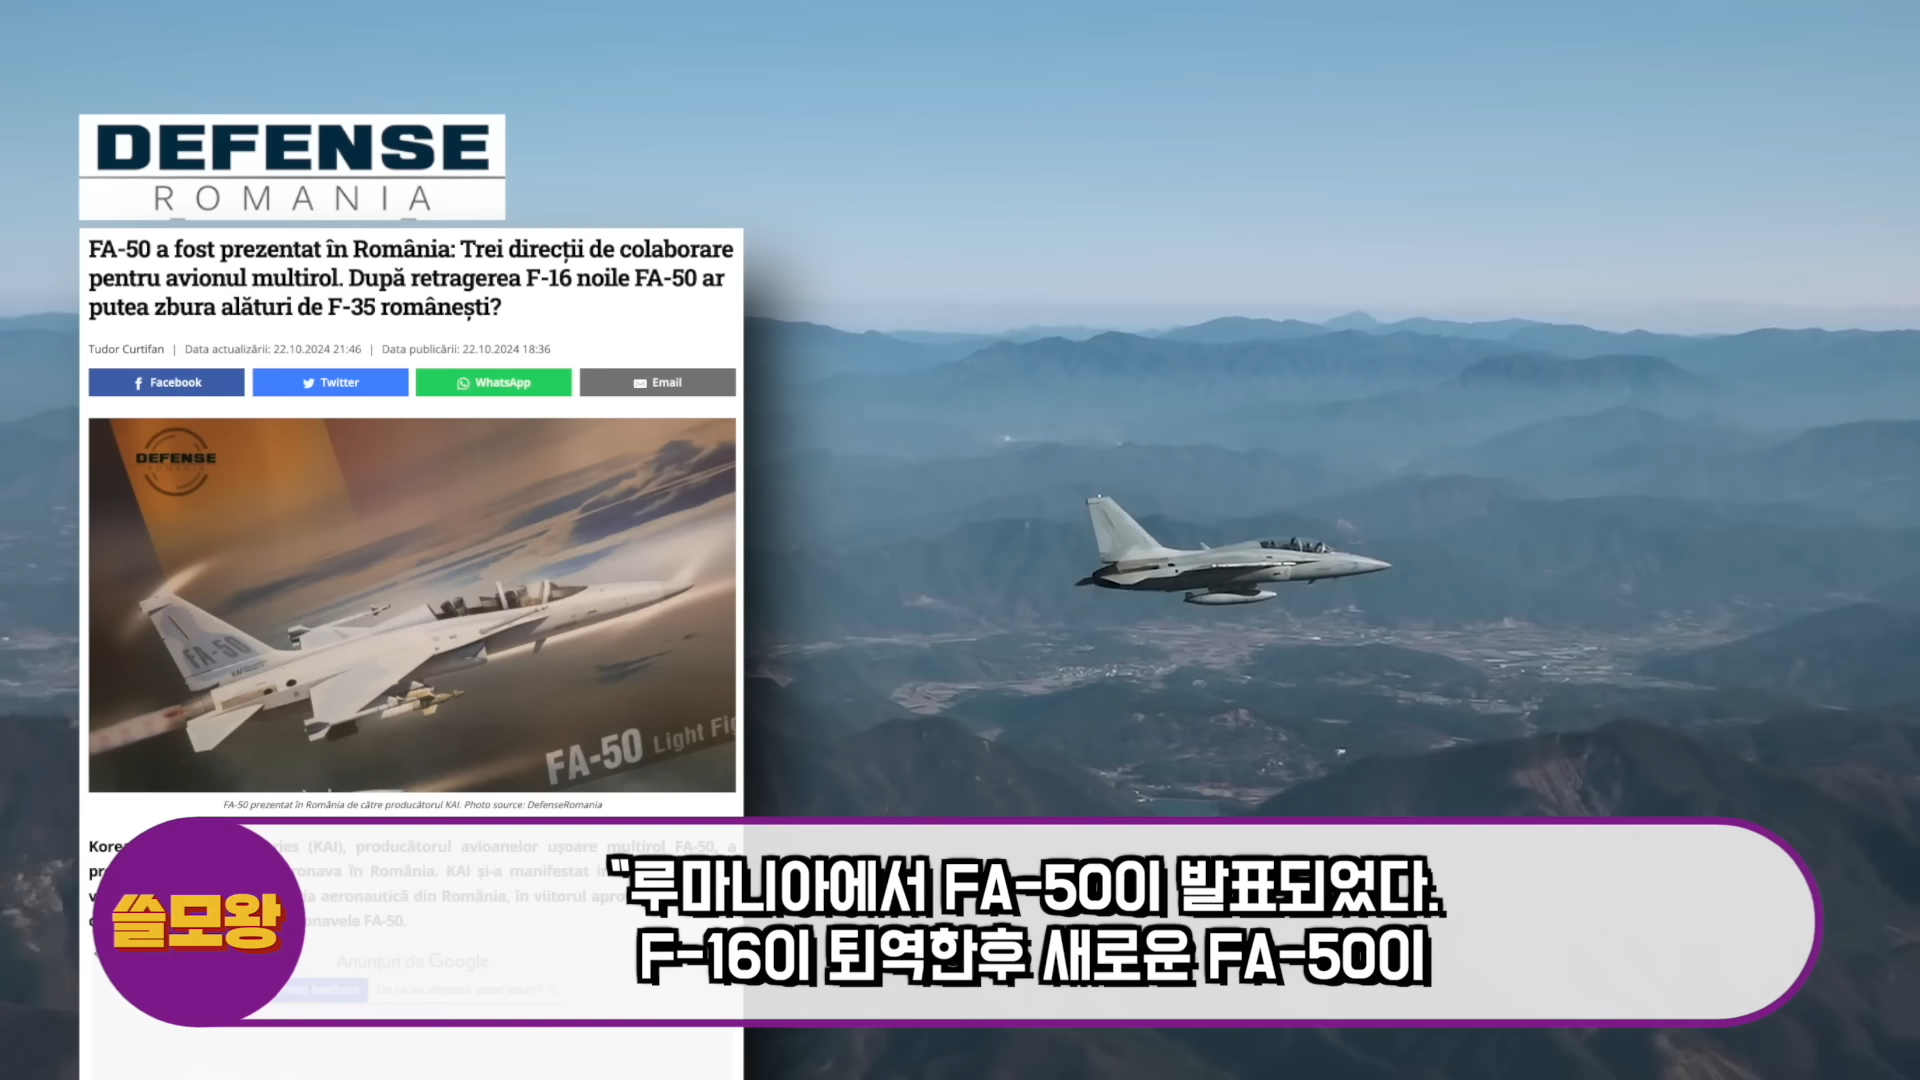 DEFENSE
ROMANIA
FA-50 a fost prezentat în România: Trei direcții de colaborare
pentru avionul multirol. După retragerea F-16 noile FA-50 ar
putea zbura alături de F-35 românești?
Tudor Curtifan | Data actualizării: 22.10.2024 21:46 | Data publicării: 22.10.2024 18:36
Facebook
Twitter
WhatsApp
Email
DEFENSE
FA-50
FA-50 Light
FA-50 prezentat în România de către producătorul KAI. Photo source: DefenseRomania
(KAI), producătorul avioanelor ușoare multirol FA-50, a
în România. KAI și-a manifestat
aeronautică din România, în viitorul
FA-50.
Anunțuri de Google
feedback
쓸모왕
"루마니아에서 FA-50이 발표되었다.
F-16이 퇴역한후 새로운 FA-50이